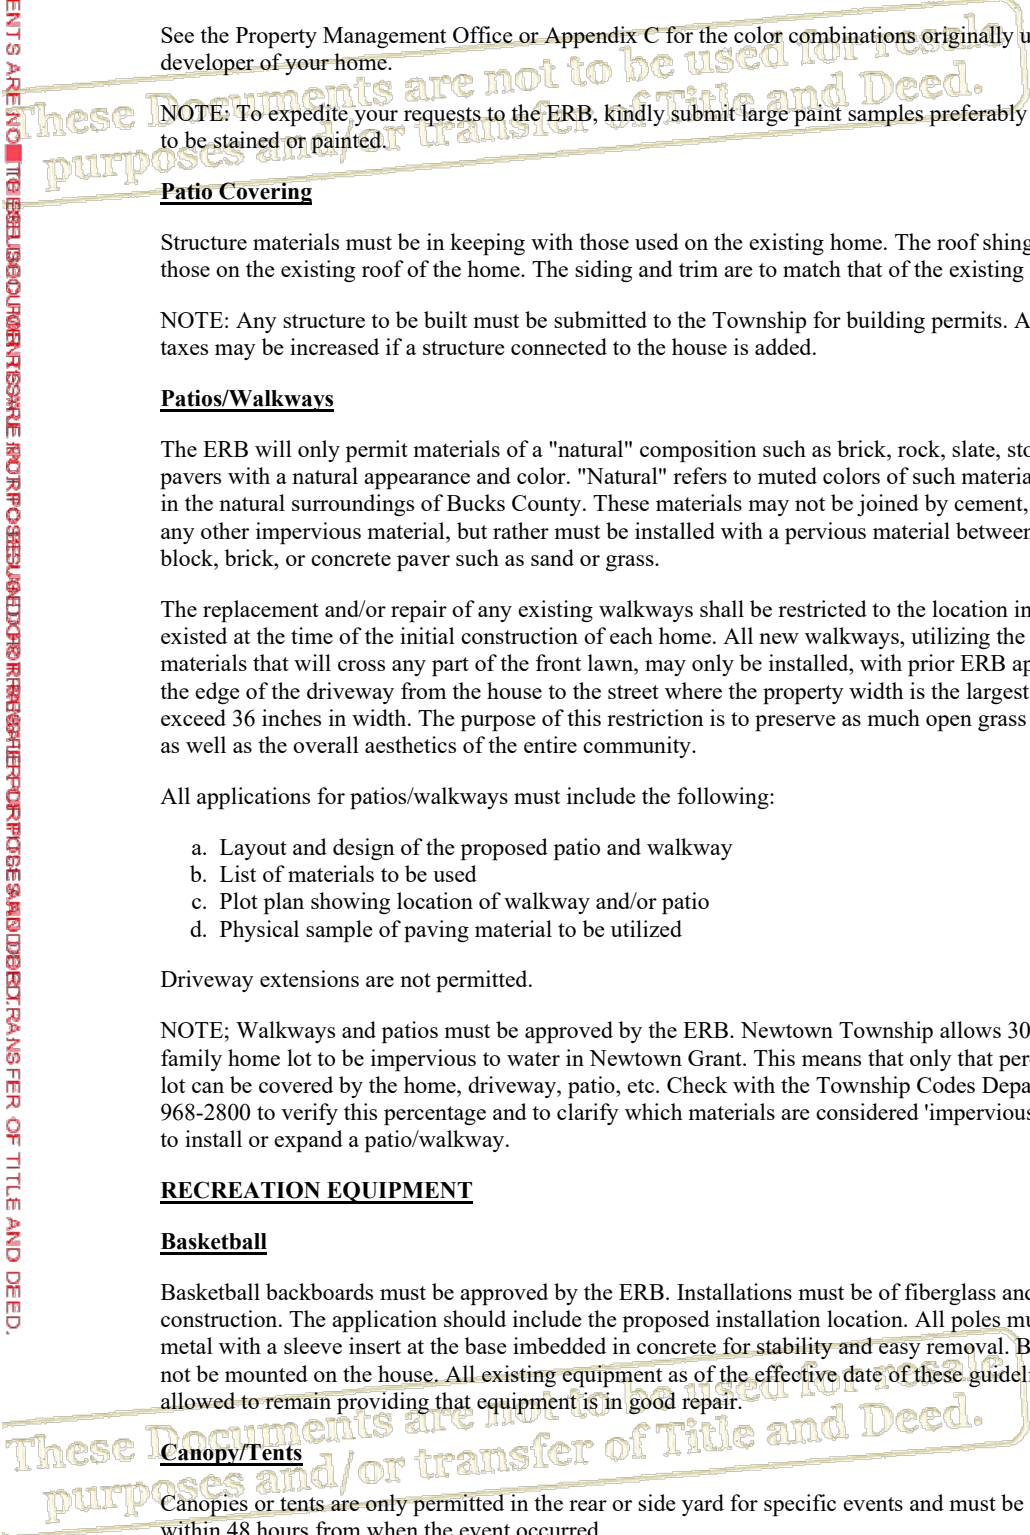 See the Property Management Office or Appendix C for the color combinations originally u
developer of your home.
NOTE: To expedite your requests to the ERB, kindly submit large paint samples preferably
to be stained or painted.
These Documents are not to be used for resale
purposes and/or transfer of Title and Deed.
Patio Covering
Structure materials must be in keeping with those used on the existing home. The roof shing
those on the existing roof of the home. The siding and trim are to match that of the existing
NOTE: Any structure to be built must be submitted to the Township for building permits. A
taxes may be increased if a structure connected to the house is added.
Patios/Walkways
The ERB will only permit materials of a "natural" composition such as brick, rock, slate, sto
pavers with a natural appearance and color. "Natural" refers to muted colors of such materia
in the natural surroundings of Bucks County. These materials may not be joined by cement,
any other impervious material, but rather must be installed with a pervious material between
block, brick, or concrete paver such as sand or grass.
The replacement and/or repair of any existing walkways shall be restricted to the location in
existed at the time of the initial construction of each home. All new walkways, utilizing the
materials that will cross any part of the front lawn, may only be installed, with prior ERB ap
the edge of the driveway from the house to the street where the property width is the largest
exceed 36 inches in width. The purpose of this restriction is to preserve as much open grass
as well as the overall aesthetics of the entire community.
All applications for patios/walkways must include the following:
a. Layout and design of the proposed patio and walkway
b. List of materials to be used
c. Plot plan showing location of walkway and/or patio
d. Physical sample of paving material to be utilized
Driveway extensions are not permitted.
NOTE; Walkways and patios must be approved by the ERB. Newtown Township allows 30
family home lot to be impervious to water in Newtown Grant. This means that only that per
lot can be covered by the home, driveway, patio, etc. Check with the Township Codes Depa
968-2800 to verify this percentage and to clarify which materials are considered 'impervious
to install or expand a patio/walkway.
RECREATION EQUIPMENT
Basketball
Basketball backboards must be approved by the ERB. Installations must be of fiberglass and
construction. The application should include the proposed installation location. All poles mu
metal with a sleeve insert at the base imbedded in concrete for stability and easy removal. B
not be mounted on the house. All existing equipment as of the effective date of these guideli
allowed to remain providing that equipment is in good repair.
These Documents are not to be used for resale
purposes and/or transfer of Title and Deed.
Canopy/Tents
Canopies or tents are only permitted in the rear or side yard for specific events and must be
within 48 hours from when the event occurred.
ENTS ARE NO
TRANSFER OF TITLE AND DEED.